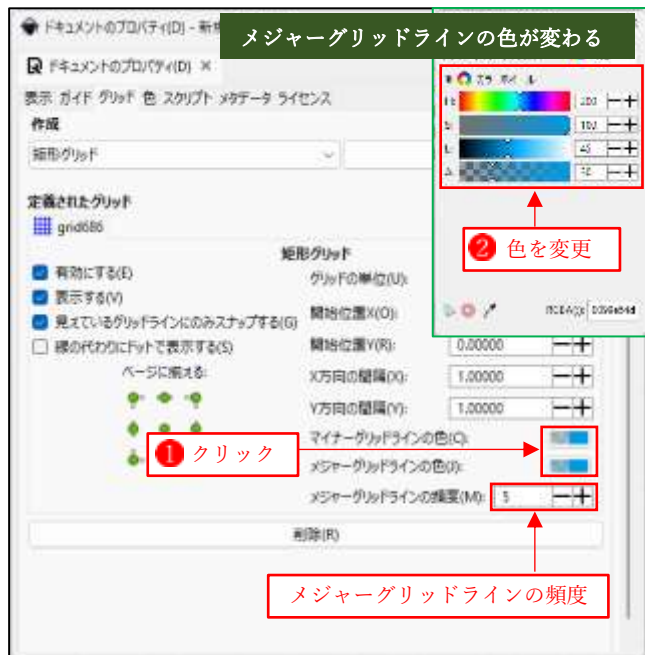 ドキュメントのプロパティ(D) - 新
メジャーグリッドラインの色が変わる
ドキュメントのプロパティ(D) ×
表示 ガイド グリッド 色 スクリプト メタデータ ライセンス
作成
矩形グリッド
定義されたグリッド
grid686
矩形グリッド
❷ 色を変更
有効にする(E)
グリッドの単位(U):
表示する(V)
見えているグリッドラインにのみスナップする(G)
開始位置X(O):
線の代わりにドットで表示する(S)
開始位置Y(R): 0.00000
ページに揃える:
X方向の間隔(X): 1.00000
Y方向の間隔(Y): 1.00000
マイナーグリッドラインの色(C):
❶ クリック
メジャーグリッドラインの色(J):
メジャーグリッドラインの頻度(M): 5
削除(R)
メジャーグリッドラインの頻度